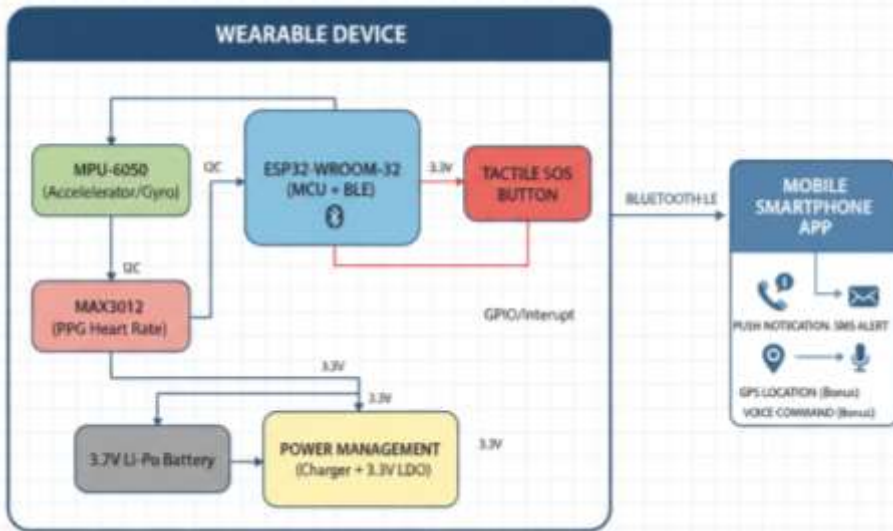 WEARABLE DEVICE
MPU-6050
(Accelelerator/Gyro)
I2C
ESP32-WROOM-32
(MCU + BLE)
3.3V
TACTILE SOS
BUTTON
BLUETOOTH LE
MOBILE
SMARTPHONE
APP
I2C
MAX3012
(PPG Heart Rate)
GPIO/Interupt
PUSH NOTICATION. SMS ALERT
GPS LOCATION (Bonus)
VOICE COMMAND (Bonus)
3.3V
3.3V
3.7V Li-Po Battery
POWER MANAGEMENT
(Charger + 3.3V LDO)
3.3V